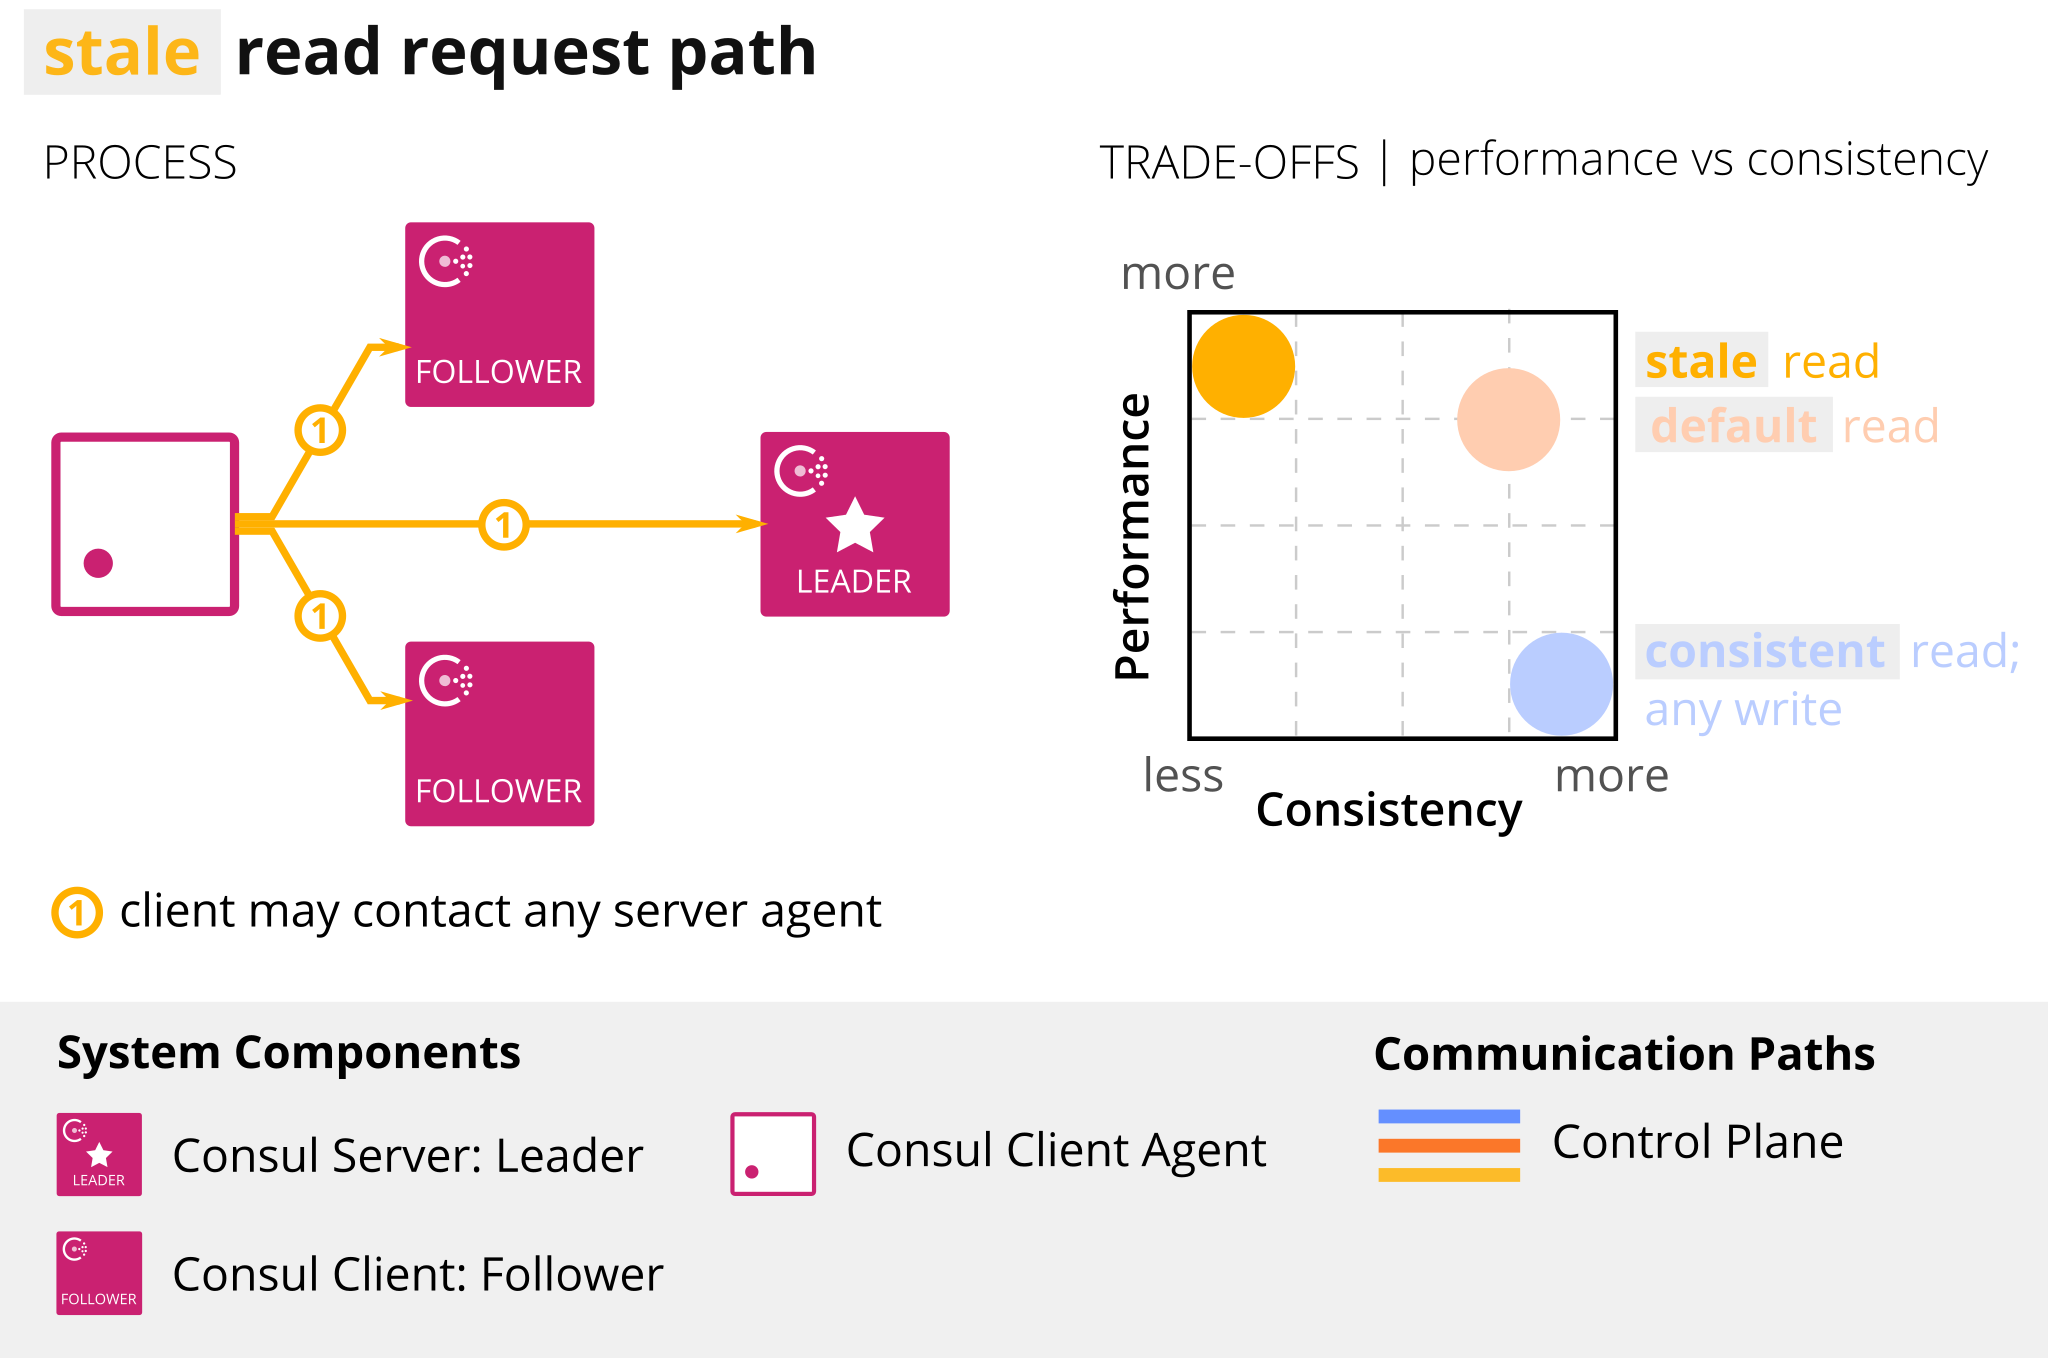 stale read request path
PROCESS
FOLLOWER
1
1
LEADER
1
FOLLOWER
1 client may contact any server agent
TRADE-OFFS | performance vs consistency
more
Performance
less
more
Consistency
stale read
default read
consistent read;
any write
System Components
LEADER
Consul Server: Leader
FOLLOWER
Consul Client: Follower
Consul Client Agent
Communication Paths
Control Plane